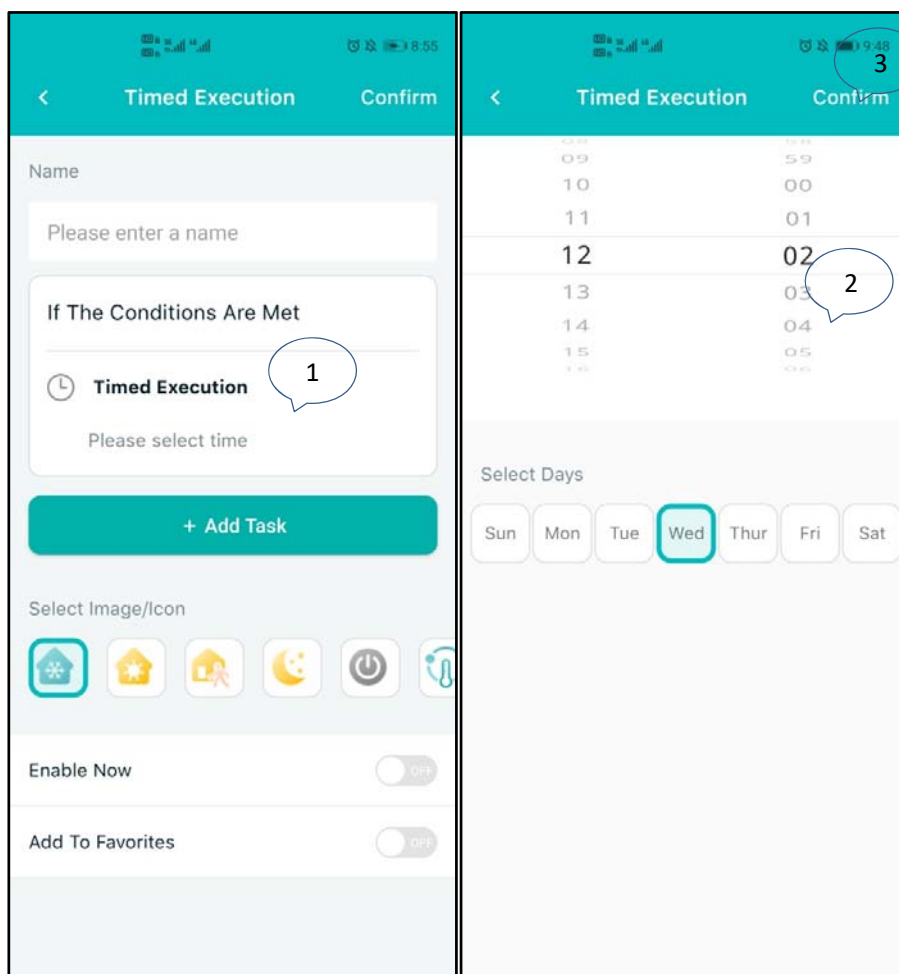 8:55
< Timed Execution Confirm
Name
Please enter a name
If The Conditions Are Met
1
Timed Execution
Please select time
+ Add Task
Select Image/Icon
Enable Now OFF
Add To Favorites OFF
9:48
3
< Timed Execution Confirm
09 59
10 00
11 01
12 02
2
13 03
14 04
15 05
16 06
Select Days
Sun Mon Tue Wed Thur Fri Sat